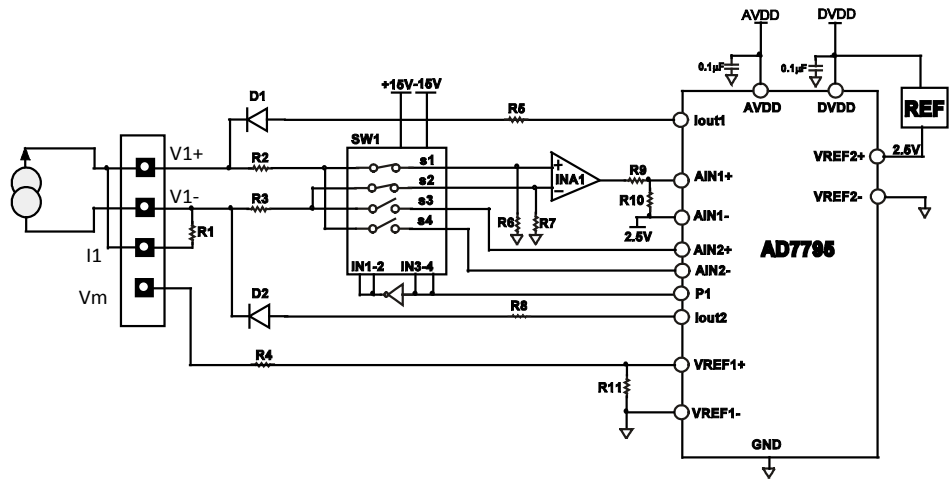 AVDD DVDD
0.1µF 0.1µF
+15V -15V
AVDD DVDD
REF
D1
R5
Iout1
SW1
2.5V
VREF2+
V1+
R2
s1
+
INA1
−
R9
AIN1+
s2
VREF2-
V1-
R3
s3
R10
R1
s4
R6 R7
AIN1-
2.5V
I1
AIN2+
AD7795
IN1-2 IN3-4
AIN2-
Vm
D2
P1
R8
Iout2
R4
VREF1+
R11
VREF1-
GND